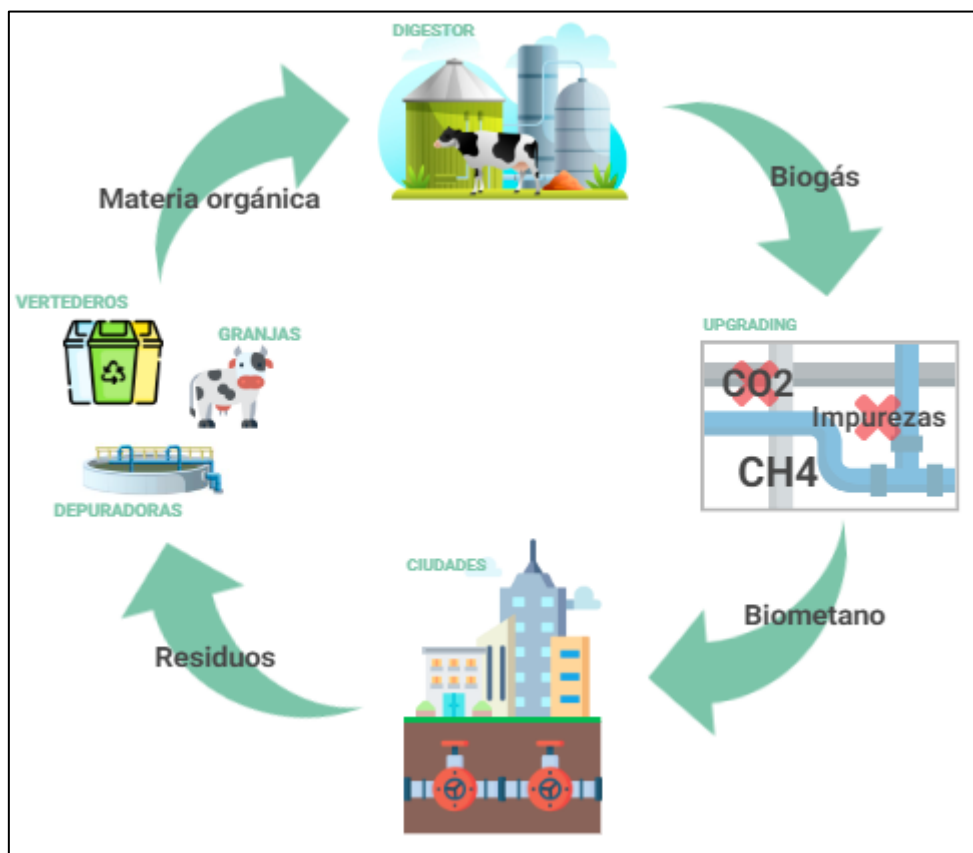 DIGESTOR
Materia orgánica
Biogás
VERTEDEROS
GRANJAS
UPGRADING
CO2
Impurezas
CH4
DEPURADORAS
CIUDADES
Biometano
Residuos